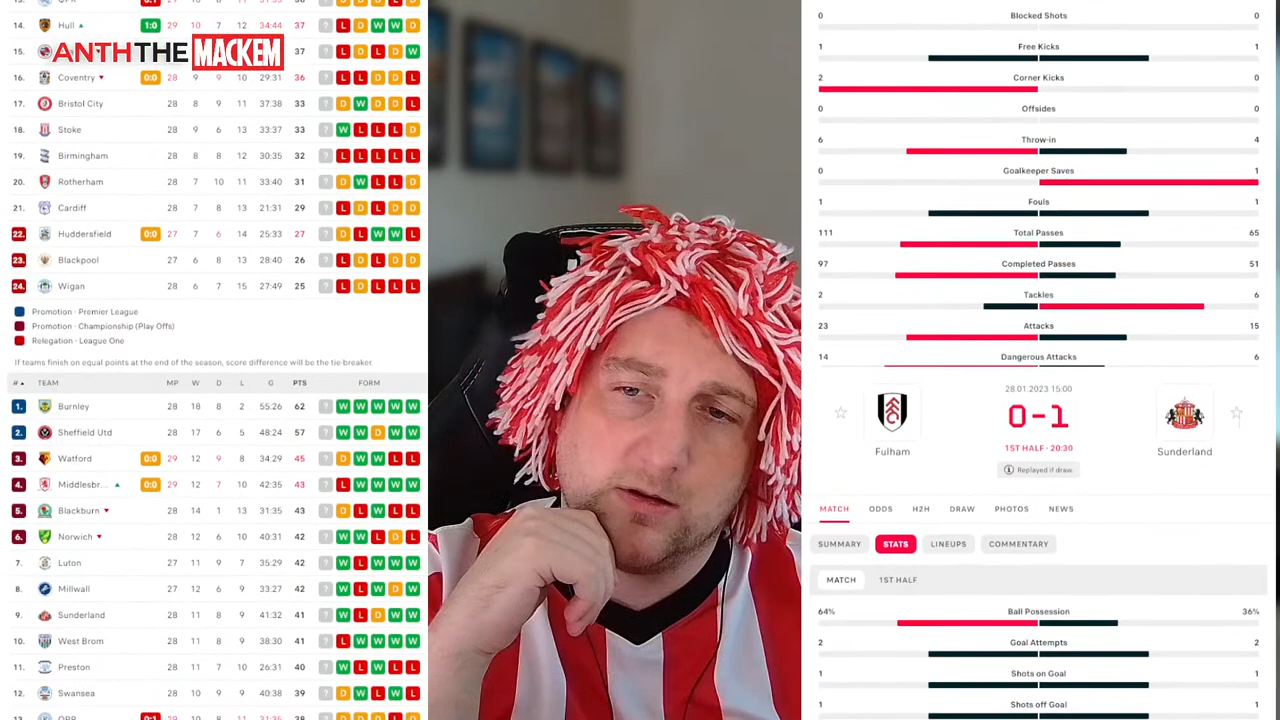 14. Hull 1:0 29 10 7 12 34:44 37 ? L D W W D
ANTHTHEMACKEM
37 ? L D L D W
16. Coventry 0:0 28 9 9 10 29:31 36 ? L L D D L
17. Bristol City 28 8 9 11 37:38 33 ? D W D D L
18. Stoke 28 9 6 13 33:37 33 ? W L L L D
19. Birmingham 28 8 8 12 30:35 32 ? L L L L L
20. Rotherham 28 7 10 11 33:40 31 ? D W L L D
21. Cardiff 28 7 8 13 21:31 29 ? L D L D D
22. Huddersfield 0:0 27 7 6 14 25:33 27 ? D L W W L
23. Blackpool 27 6 8 13 28:40 26 ? L D L D D
24. Wigan 28 6 7 15 27:49 25 ? L D L L L
Promotion - Premier League
Promotion - Championship (Play Offs)
Relegation - League One
If teams finish on equal points at the end of the season, score difference will be the tie-breaker.
# TEAM MP W D L G PTS FORM
1. Burnley 28 18 8 2 55:26 62 ? W W W W W
2. Sheffield Utd 28 17 6 5 48:24 57 ? W W D W W
3. Watford 0:0 29 12 9 8 34:29 45 ? D W W L L
4. Middlesbr... 0:0 29 12 7 10 42:35 43 ? L W W W W
5. Blackburn 28 14 1 13 31:35 43 ? D L W L L
6. Norwich 28 12 6 10 40:31 42 ? W W L D L
7. Luton 27 11 9 7 35:29 42 ? W L W W W
8. Millwall 27 12 6 9 33:27 42 ? W L W D W
9. Sunderland 28 11 8 9 41:32 41 ? W L D W W
10. West Brom 28 11 8 9 38:30 41 ? L W W W W
11. Preston 28 11 7 10 26:31 40 ? W L W L L
12. Swansea 28 10 9 9 40:38 39 ? D W L W L
0 Blocked Shots 0
1 Free Kicks 1
2 Corner Kicks 0
0 Offsides 0
6 Throw-in 4
0 Goalkeeper Saves 1
1 Fouls 1
111 Total Passes 65
97 Completed Passes 51
2 Tackles 6
23 Attacks 15
14 Dangerous Attacks 6
28.01.2023 15:00
0-1
1ST HALF - 20:30
Fulham Sunderland
Replayed if draw.
MATCH ODDS H2H DRAW PHOTOS NEWS
SUMMARY STATS LINEUPS COMMENTARY
MATCH 1ST HALF
64% Ball Possession 36%
2 Goal Attempts 2
1 Shots on Goal 1
1 Shots off Goal 1